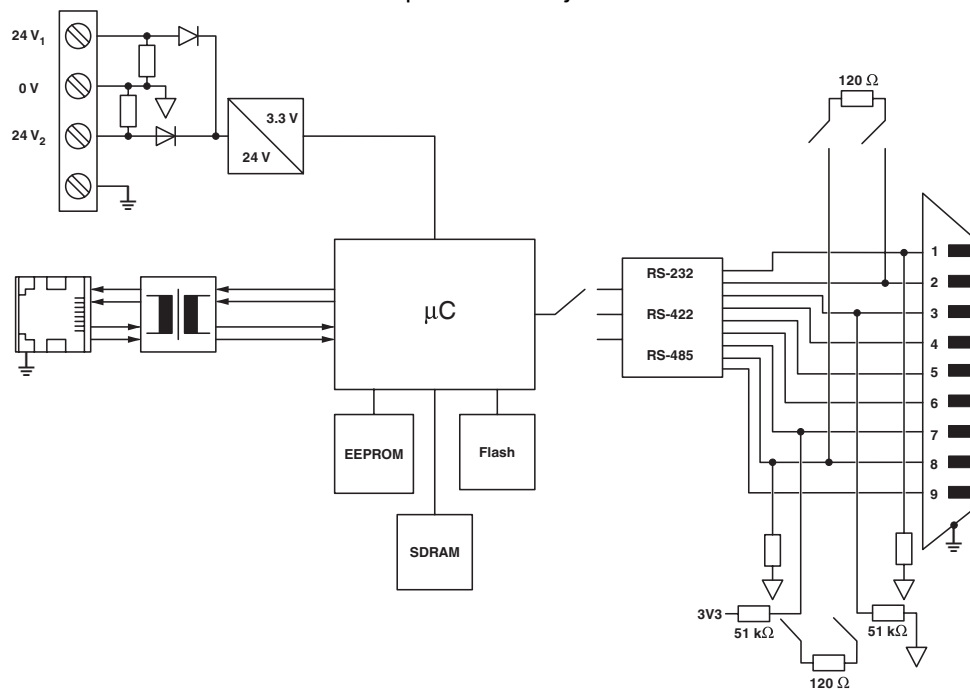 24 V1
0 V
24 V2
3.3 V
24 V
120 Ω
μC
RS-232
RS-422
RS-485
EEPROM
Flash
SDRAM
1
2
3
4
5
6
7
8
9
3V3
51 kΩ
51 kΩ
120 Ω